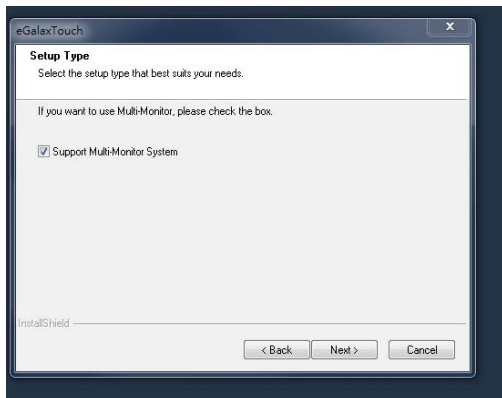 eGalaxTouch
x
Setup Type
Select the setup type that best suits your needs.
If you want to use Multi-Monitor, please check the box.
Support Multi-Monitor System
InstallShield
< Back Next > Cancel